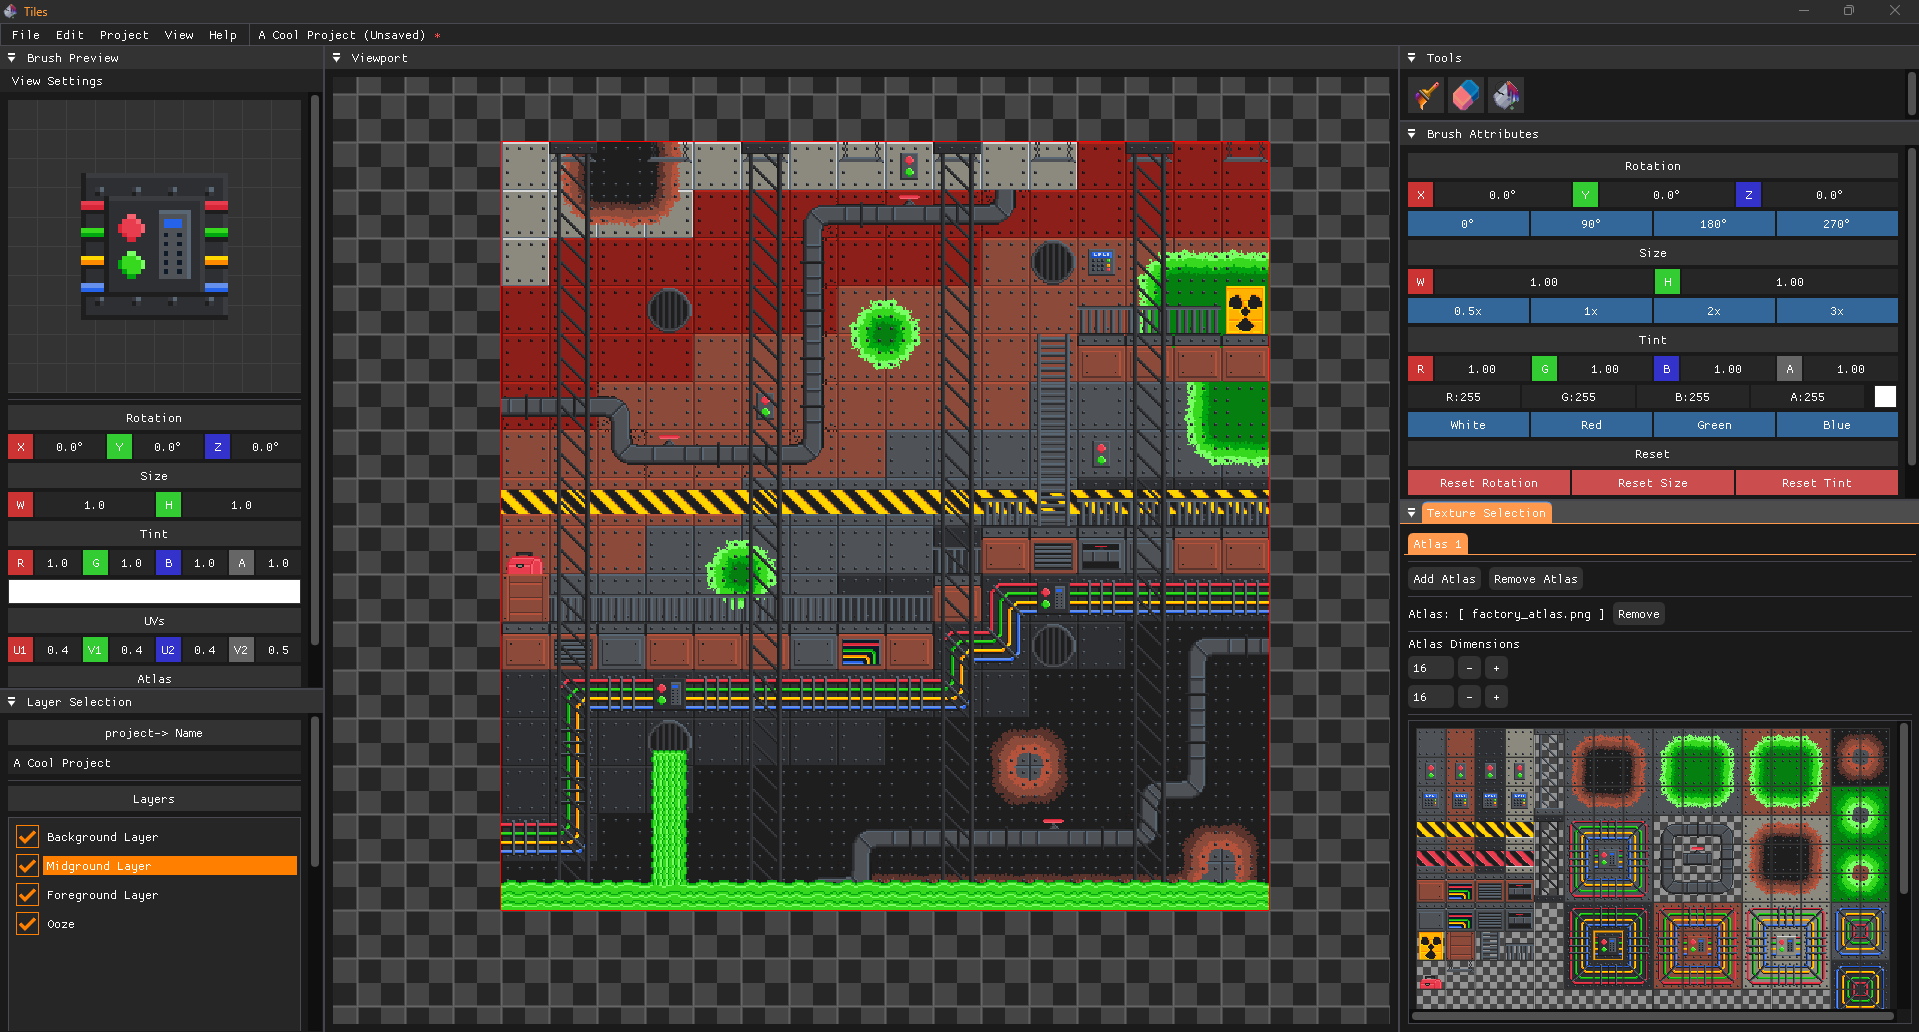 Tiles
File Edit Project View Help A Cool Project (Unsaved) *
Brush Preview
View Settings
Rotation
X 0.0° Y 0.0° Z 0.0°
Size
W 1.0 H 1.0
Tint
R 1.0 G 1.0 B 1.0 A 1.0
UVs
U1 0.4 V1 0.4 U2 0.4 V2 0.5
Atlas
Layer Selection
project-> Name
A Cool Project
Layers
Background Layer
Midground Layer
Foreground Layer
Ooze
Viewport
Tools
Brush Attributes
Rotation
X 0.0° Y 0.0° Z 0.0°
0° 90° 180° 270°
Size
W 1.00 H 1.00
0.5x 1x 2x 3x
Tint
R 1.00 G 1.00 B 1.00 A 1.00
R:255 G:255 B:255 A:255
White Red Green Blue
Reset
Reset Rotation Reset Size Reset Tint
Texture Selection
Atlas 1
Add Atlas Remove Atlas
Atlas: [ factory_atlas.png ] Remove
Atlas Dimensions
16 - +
16 - +